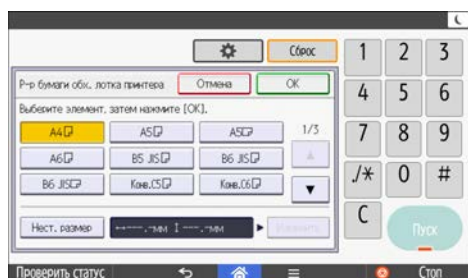 Сброс
Р-р бумаги обх. лотка принтера Отмена OK
Выберите элемент, затем нажмите [OK].
A4 A5 A5 1/3
A6 B5 JIS B6 JIS
B6 JIS Конв.C5 Конв.C6
Нест. размер ↔---.-мм ---.-мм Изменить
1 2 3
4 5 6
7 8 9
./* 0 #
C Пуск
Проверить статус Стоп